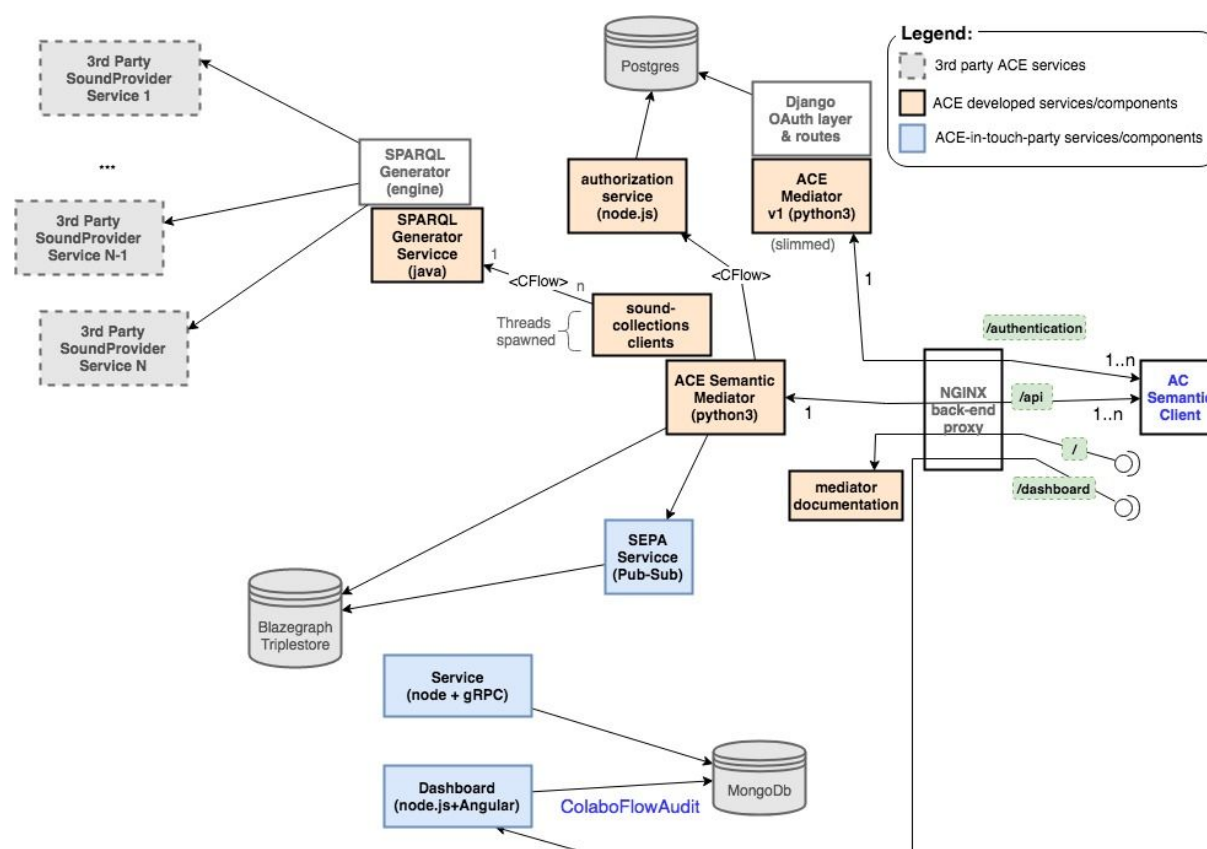 3rd Party
SoundProvider
Service 1
***
3rd Party
SoundProvider
Service N-1
3rd Party
SoundProvider
Service N
SPARQL
Generator
(engine)
SPARQL
Generator
Servicce
(java)
1
<CFlow>
n
Threads
spawned
sound-
collections
clients
Postgres
Django
OAuth layer
& routes
authorization
service
(node.js)
ACE
Mediator
v1 (python3)
(slimmed)
<CFlow>
1
Legend:
3rd party ACE services
ACE developed services/components
ACE-in-touch-party services/components
ACE Semantic
Mediator
(python3)
1
NGINX
back-end
proxy
/authentication
1..n
/api
1..n
AC
Semantic
Client
/
/dashboard
mediator
documentation
SEPA
Servicce
(Pub-Sub)
Blazegraph
Triplestore
Service
(node + gRPC)
Dashboard
(node.js+Angular)
ColaboFlowAudit
MongoDb